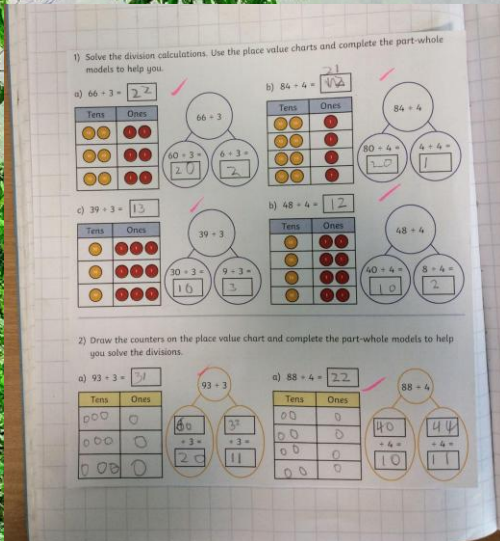 1) Solve the division calculations. Use the place value charts and complete the part-whole
models to help you.
a) 66 ÷ 3 = 22
Tens Ones
66 ÷ 3
60 ÷ 3 = 6 ÷ 3 =
20 2
21
b) 84 ÷ 4 =
Tens Ones
84 ÷ 4
80 ÷ 4 = 4 ÷ 4 =
20 1
c) 39 ÷ 3 = 13
Tens Ones
39 ÷ 3
30 ÷ 3 = 9 ÷ 3 =
10 3
b) 48 ÷ 4 = 12
Tens Ones
48 ÷ 4
40 ÷ 4 = 8 ÷ 4 =
10 2
2) Draw the counters on the place value chart and complete the part-whole models to help
you solve the divisions.
a) 93 ÷ 3 = 31
Tens Ones
93 ÷ 3
÷ 3 = ÷ 3 =
20 11
a) 88 ÷ 4 = 22
Tens Ones
88 ÷ 4
40 44
÷ 4 = ÷ 4 =
10 11